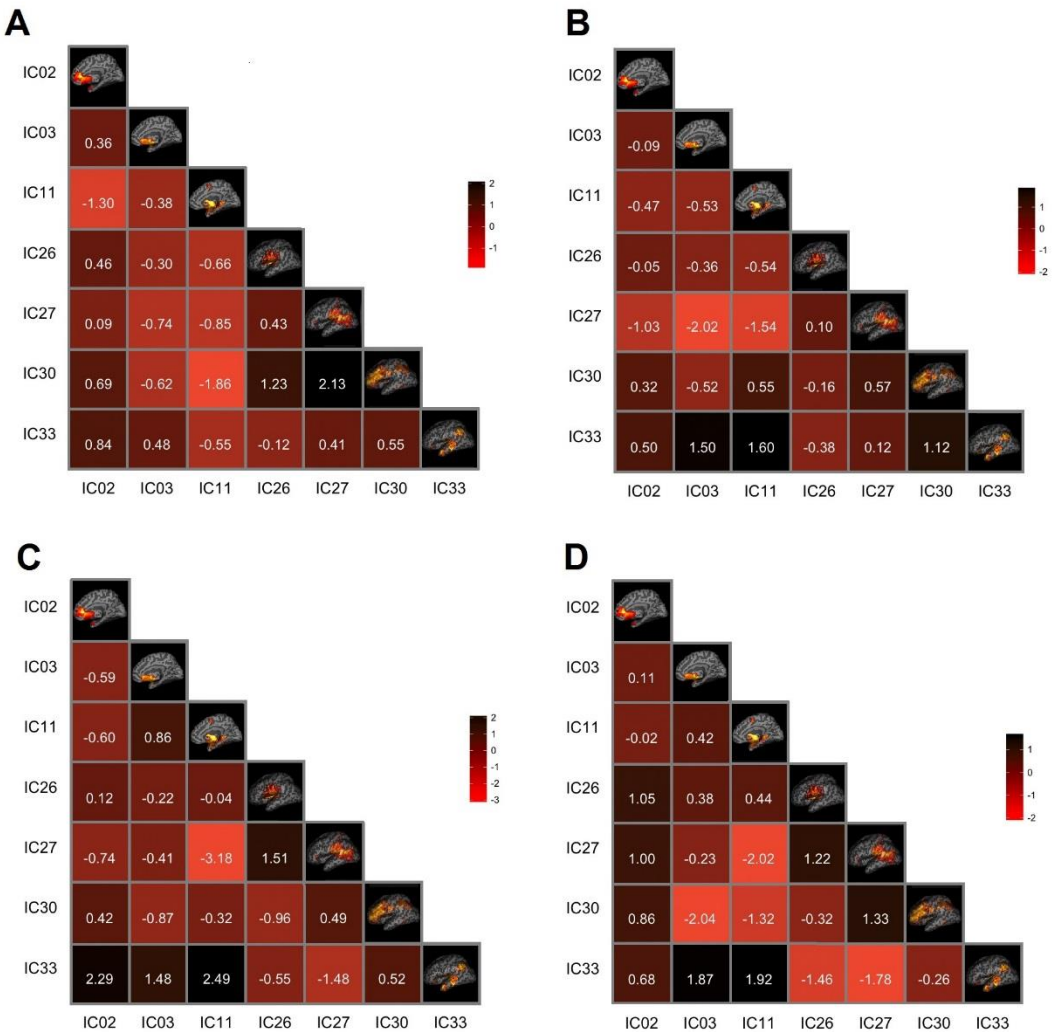 A
IC02
IC03 0.36
IC11 -1.30 -0.38
IC26 0.46 -0.30 -0.66
IC27 0.09 -0.74 -0.85 0.43
IC30 0.69 -0.62 -1.86 1.23 2.13
IC33 0.84 0.48 -0.55 -0.12 0.41 0.55
IC02 IC03 IC11 IC26 IC27 IC30 IC33
2
1
0
-1
B
IC02
IC03 -0.09
IC11 -0.47 -0.53
IC26 -0.05 -0.36 -0.54
IC27 -1.03 -2.02 -1.54 0.10
IC30 0.32 -0.52 0.55 -0.16 0.57
IC33 0.50 1.50 1.60 -0.38 0.12 1.12
IC02 IC03 IC11 IC26 IC27 IC30 IC33
1
0
-1
-2
C
IC02
IC03 -0.59
IC11 -0.60 0.86
IC26 0.12 -0.22 -0.04
IC27 -0.74 -0.41 -3.18 1.51
IC30 0.42 -0.87 -0.32 -0.96 0.49
IC33 2.29 1.48 2.49 -0.55 -1.48 0.52
IC02 IC03 IC11 IC26 IC27 IC30 IC33
2
1
0
-1
-2
-3
D
IC02
IC03 0.11
IC11 -0.02 0.42
IC26 1.05 0.38 0.44
IC27 1.00 -0.23 -2.02 1.22
IC30 0.86 -2.04 -1.32 -0.32 1.33
IC33 0.68 1.87 1.92 -1.46 -1.78 -0.26
IC02 IC03 IC11 IC26 IC27 IC30 IC33
1
0
-1
-2